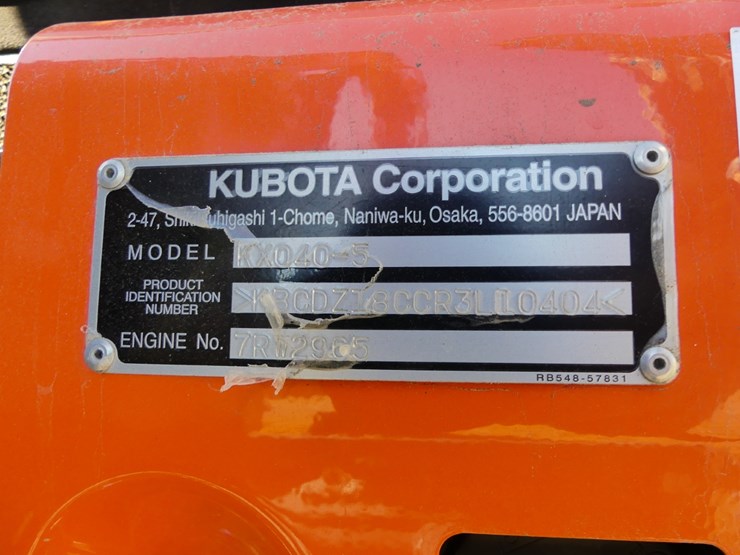 KUBOTA Corporation
2-47, 1-Chome, Naniwa-ku, Osaka, 556-8601 JAPAN
MODEL KX040-5
PRODUCT
IDENTIFICATION
NUMBER
ENGINE No.
RB548-57831